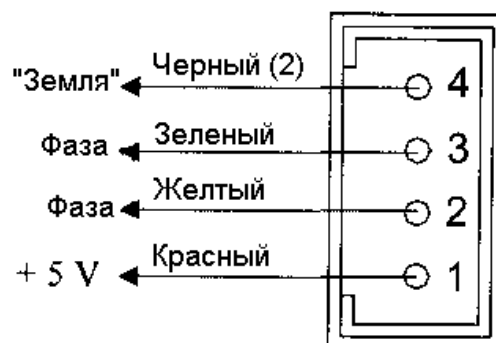 "Земля" Черный (2) 4
Фаза Зеленый 3
Фаза Желтый 2
+ 5 V Красный 1